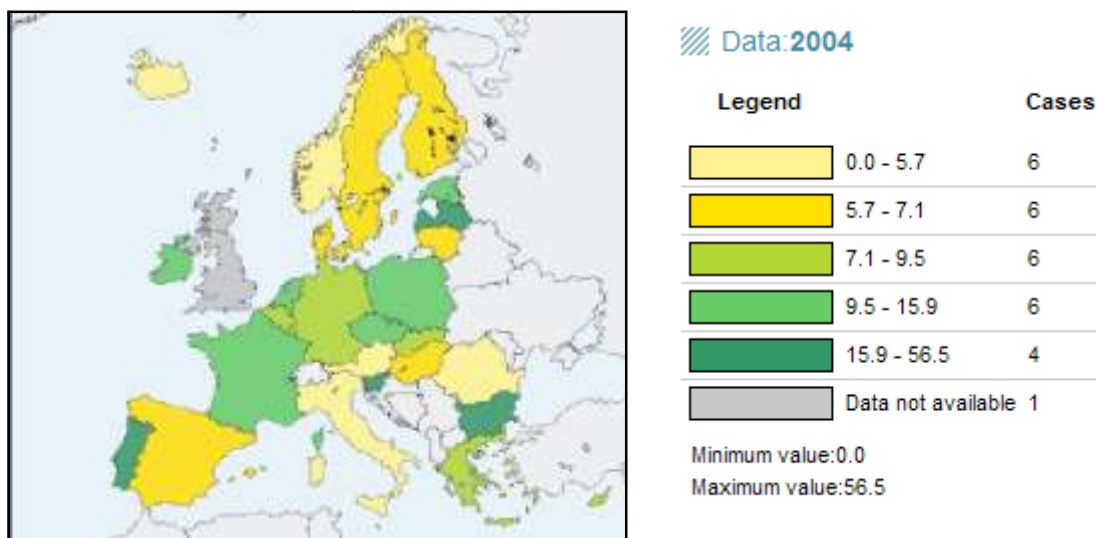 Data:2004
Legend Cases
0.0 - 5.7 6
5.7 - 7.1 6
7.1 - 9.5 6
9.5 - 15.9 6
15.9 - 56.5 4
Data not available 1
Minimum value:0.0
Maximum value:56.5